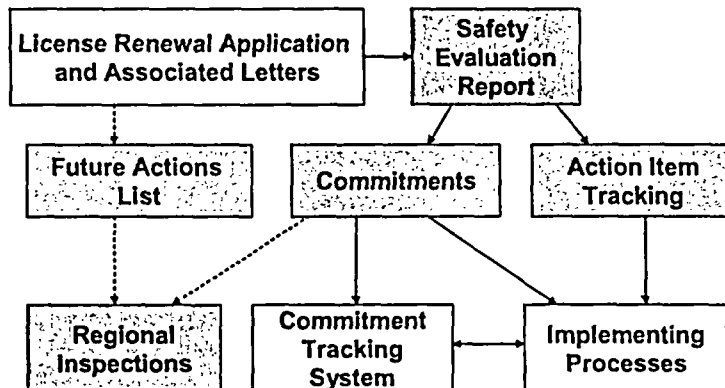 License Renewal Application
and Associated Letters
Safety
Evaluation
Report
Future Actions
List
Commitments
Action Item
Tracking
Regional
Inspections
Commitment
Tracking
System
Implementing
Processes